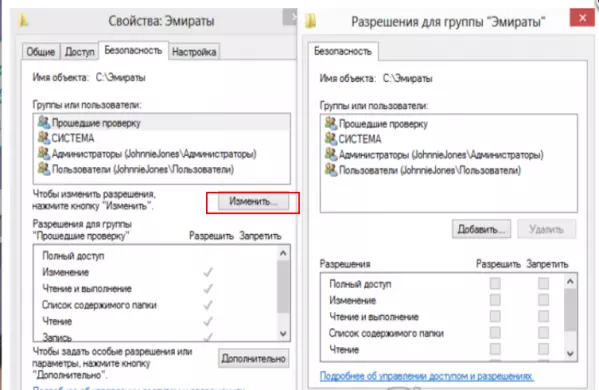 Свойства: Эмираты
Общие Доступ Безопасность Настройка
Имя объекта: C:\Эмираты
Группы или пользователи:
Прошедшие проверку
СИСТЕМА
Администраторы (JohnnieJones\Администраторы)
Пользователи (JohnnieJones\Пользователи)
Чтобы изменить разрешения,
нажмите кнопку "Изменить".
Изменить...
Разрешения для группы
"Прошедшие проверку" Разрешить Запретить
Полный доступ
Изменение
Чтение и выполнение
Список содержимого папки
Чтение
Запись
Чтобы задать особые разрешения или
параметры, нажмите кнопку
"Дополнительно".
Дополнительно
Разрешения для группы "Эмираты"
Безопасность
Имя объекта: C:\Эмираты
Группы или пользователи:
Прошедшие проверку
СИСТЕМА
Администраторы (JohnnieJones\Администраторы)
Пользователи (JohnnieJones\Пользователи)
Добавить... Удалить
Разрешения Разрешить Запретить
Полный доступ
Изменение
Чтение и выполнение
Список содержимого папки
Чтение
Подробнее об управлении доступом и разрешениях